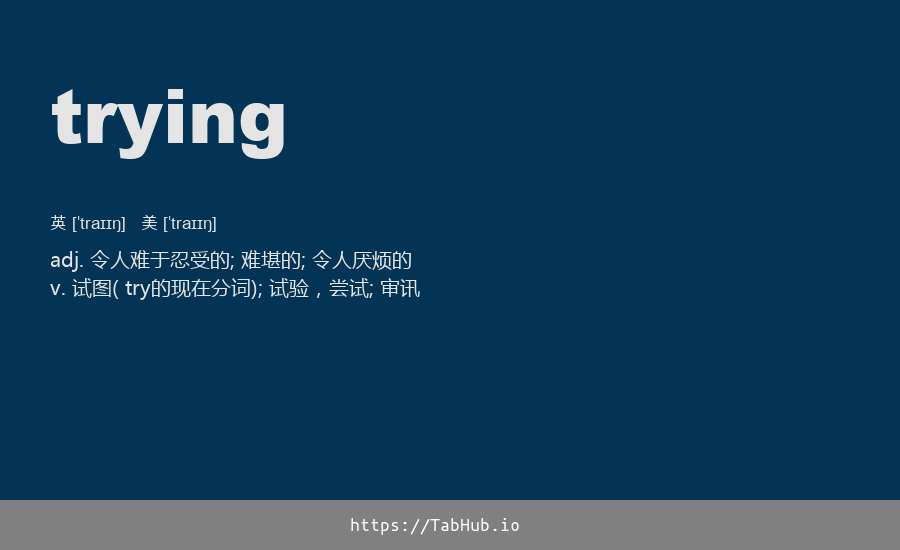 trying
英 [ˈtraɪɪŋ] 美 [ˈtraɪɪŋ]
adj. 令人难于忍受的; 难堪的; 令人厌烦的
v. 试图( try的现在分词); 试验，尝试; 审讯
https://TabHub.io